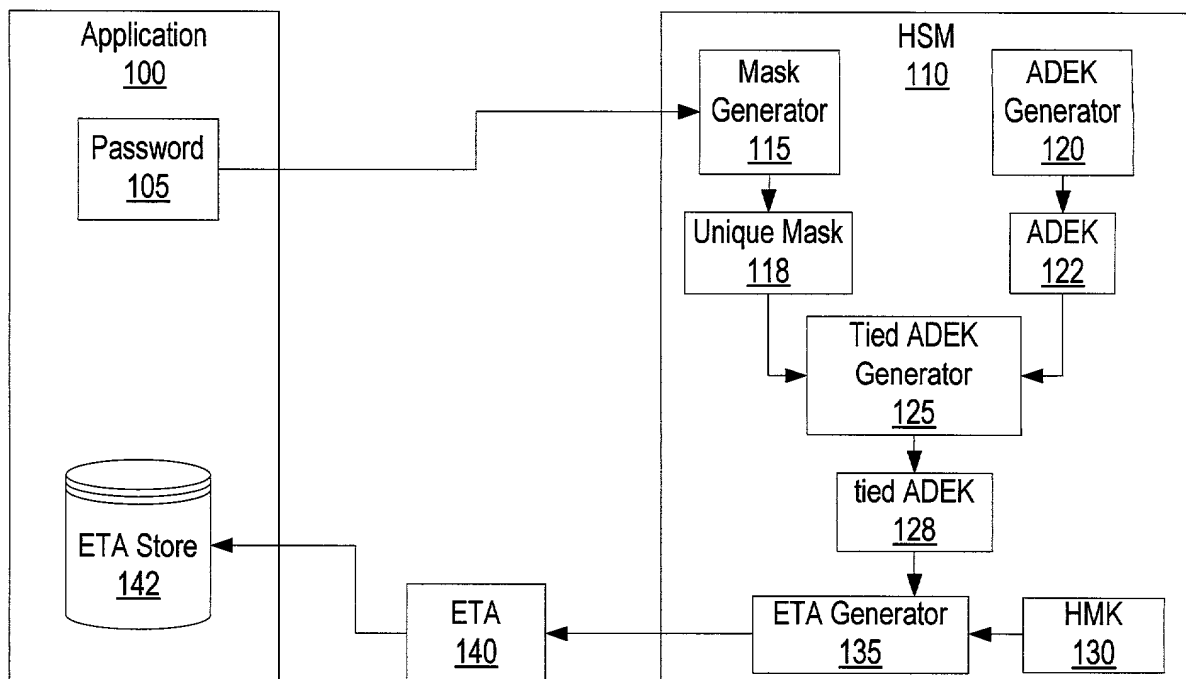 Application
100
Password
105
ETA Store
142
ETA
140
HSM
110
Mask
Generator
115
ADEK
Generator
120
Unique Mask
118
ADEK
122
Tied ADEK
Generator
125
tied ADEK
128
ETA Generator
135
HMK
130